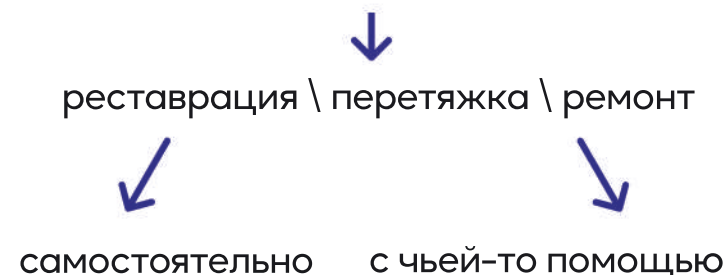 реставрация \ перетяжка \ ремонт
самостоятельно с чьей-то помощью